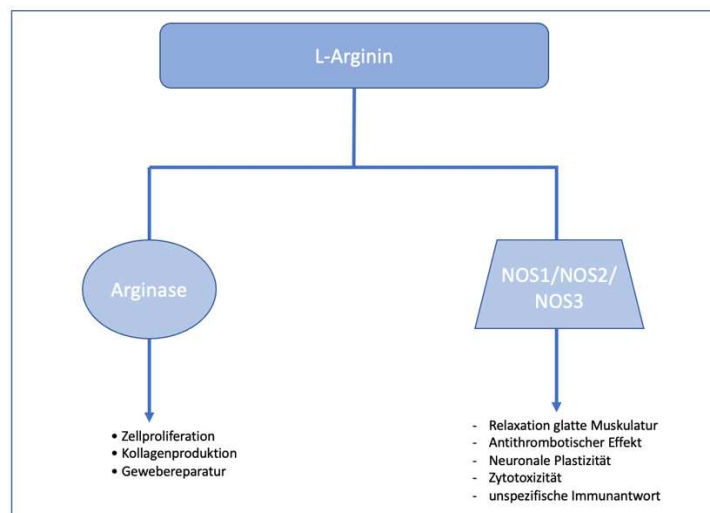 L-Arginin
Arginase
NOS1/NOS2/
NOS3
• Zellproliferation
• Kollagenproduktion
• Gewebereparatur
- Relaxation glatte Muskulatur
- Antithrombotischer Effekt
- Neuronale Plastizität
- Zytotoxizität
- unspezifische Immunantwort